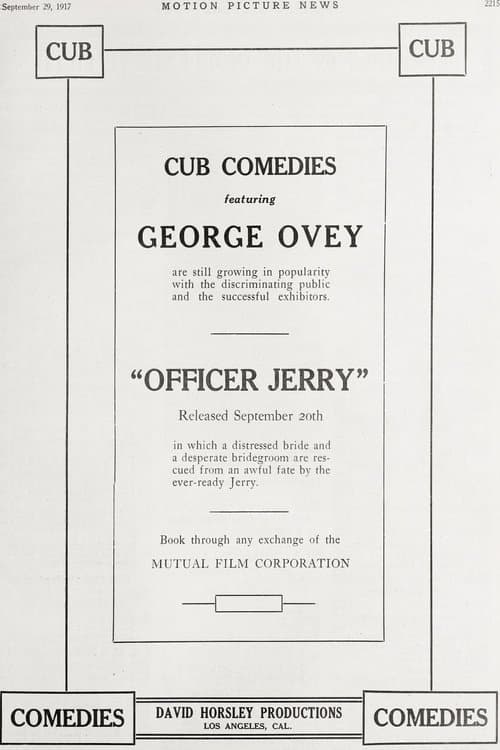 September 29, 1917
MOTION PICTURE NEWS
2215
CUB
CUB
CUB COMEDIES
featuring
GEORGE OVEY
are still growing in popularity
with the discriminating public
and the successful exhibitors.
"OFFICER JERRY"
Released September 20th
in which a distressed bride and
a desperate bridegroom are res-
cued from an awful fate by the
ever-ready Jerry.
Book through any exchange of the
MUTUAL FILM CORPORATION
COMEDIES
DAVID HORSLEY PRODUCTIONS
LOS ANGELES, CAL.
COMEDIES